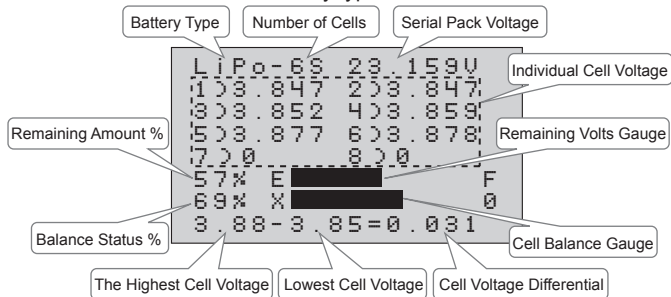 Battery Type
Number of Cells
Serial Pack Voltage
LiPo-6S 23.159V
Individual Cell Voltage
1)3.847 2)3.847
3)3.852 4)3.859
Remaining Amount %
5)3.877 6)3.878
Remaining Volts Gauge
7)0 8)0
57% E F
69% X 0
3.88-3.85=0.031
Balance Status %
Cell Balance Gauge
The Highest Cell Voltage
Lowest Cell Voltage
Cell Voltage Differential